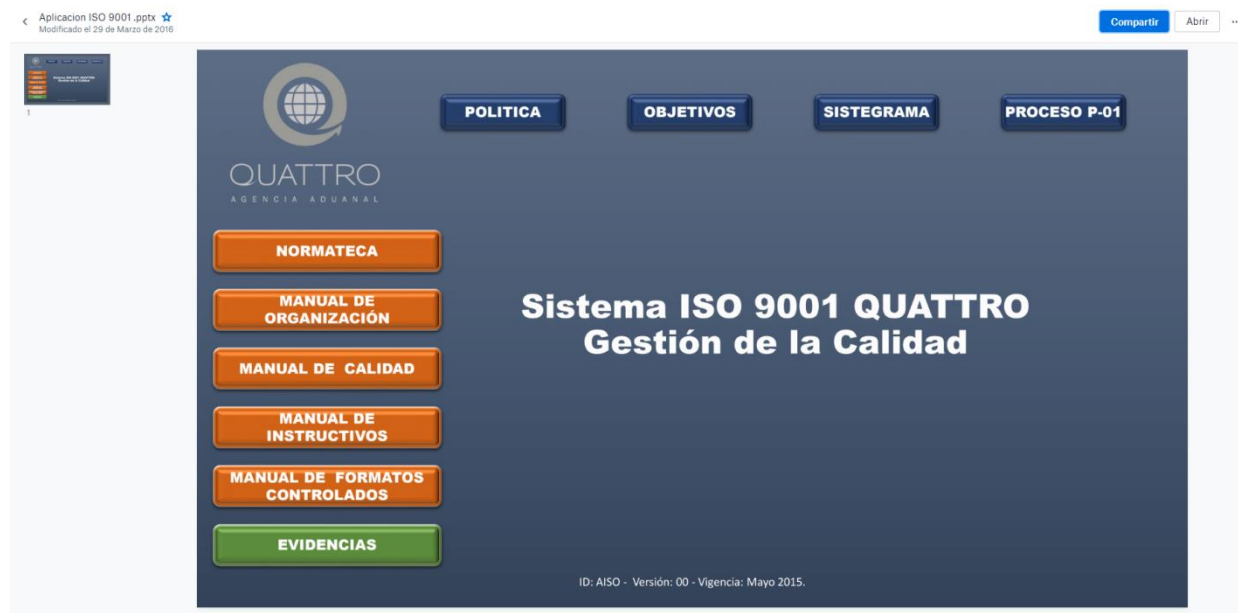 Aplicacion ISO 9001 .pptx
Modificado el 29 de Marzo de 2016
Compartir
Abrir
1
QUATTRO
AGENCIA ADUANAL
POLITICA
OBJETIVOS
SISTEGRAMA
PROCESO P-01
NORMATECA
MANUAL DE
ORGANIZACIÓN
MANUAL DE CALIDAD
MANUAL DE
INSTRUCTIVOS
MANUAL DE FORMATOS
CONTROLADOS
EVIDENCIAS
Sistema ISO 9001 QUATTRO
Gestión de la Calidad
ID: AISO - Versión: 00 - Vigencia: Mayo 2015.